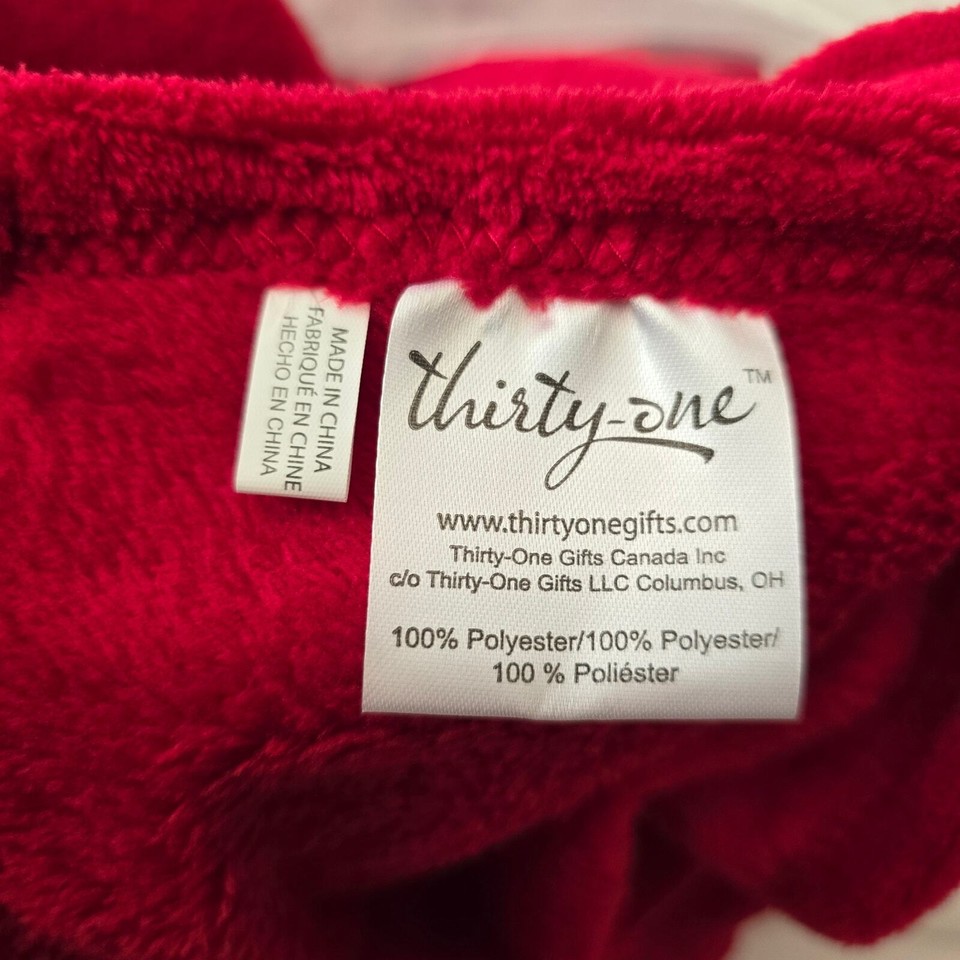 MADE IN CHINA
FABRIQUÉ EN CHINE
HECHO EN CHINA
thirty-one™
www.thirtyonegifts.com
Thirty-One Gifts Canada Inc
c/o Thirty-One Gifts LLC Columbus, OH
100% Polyester/100% Polyester/
100 % Poliéster